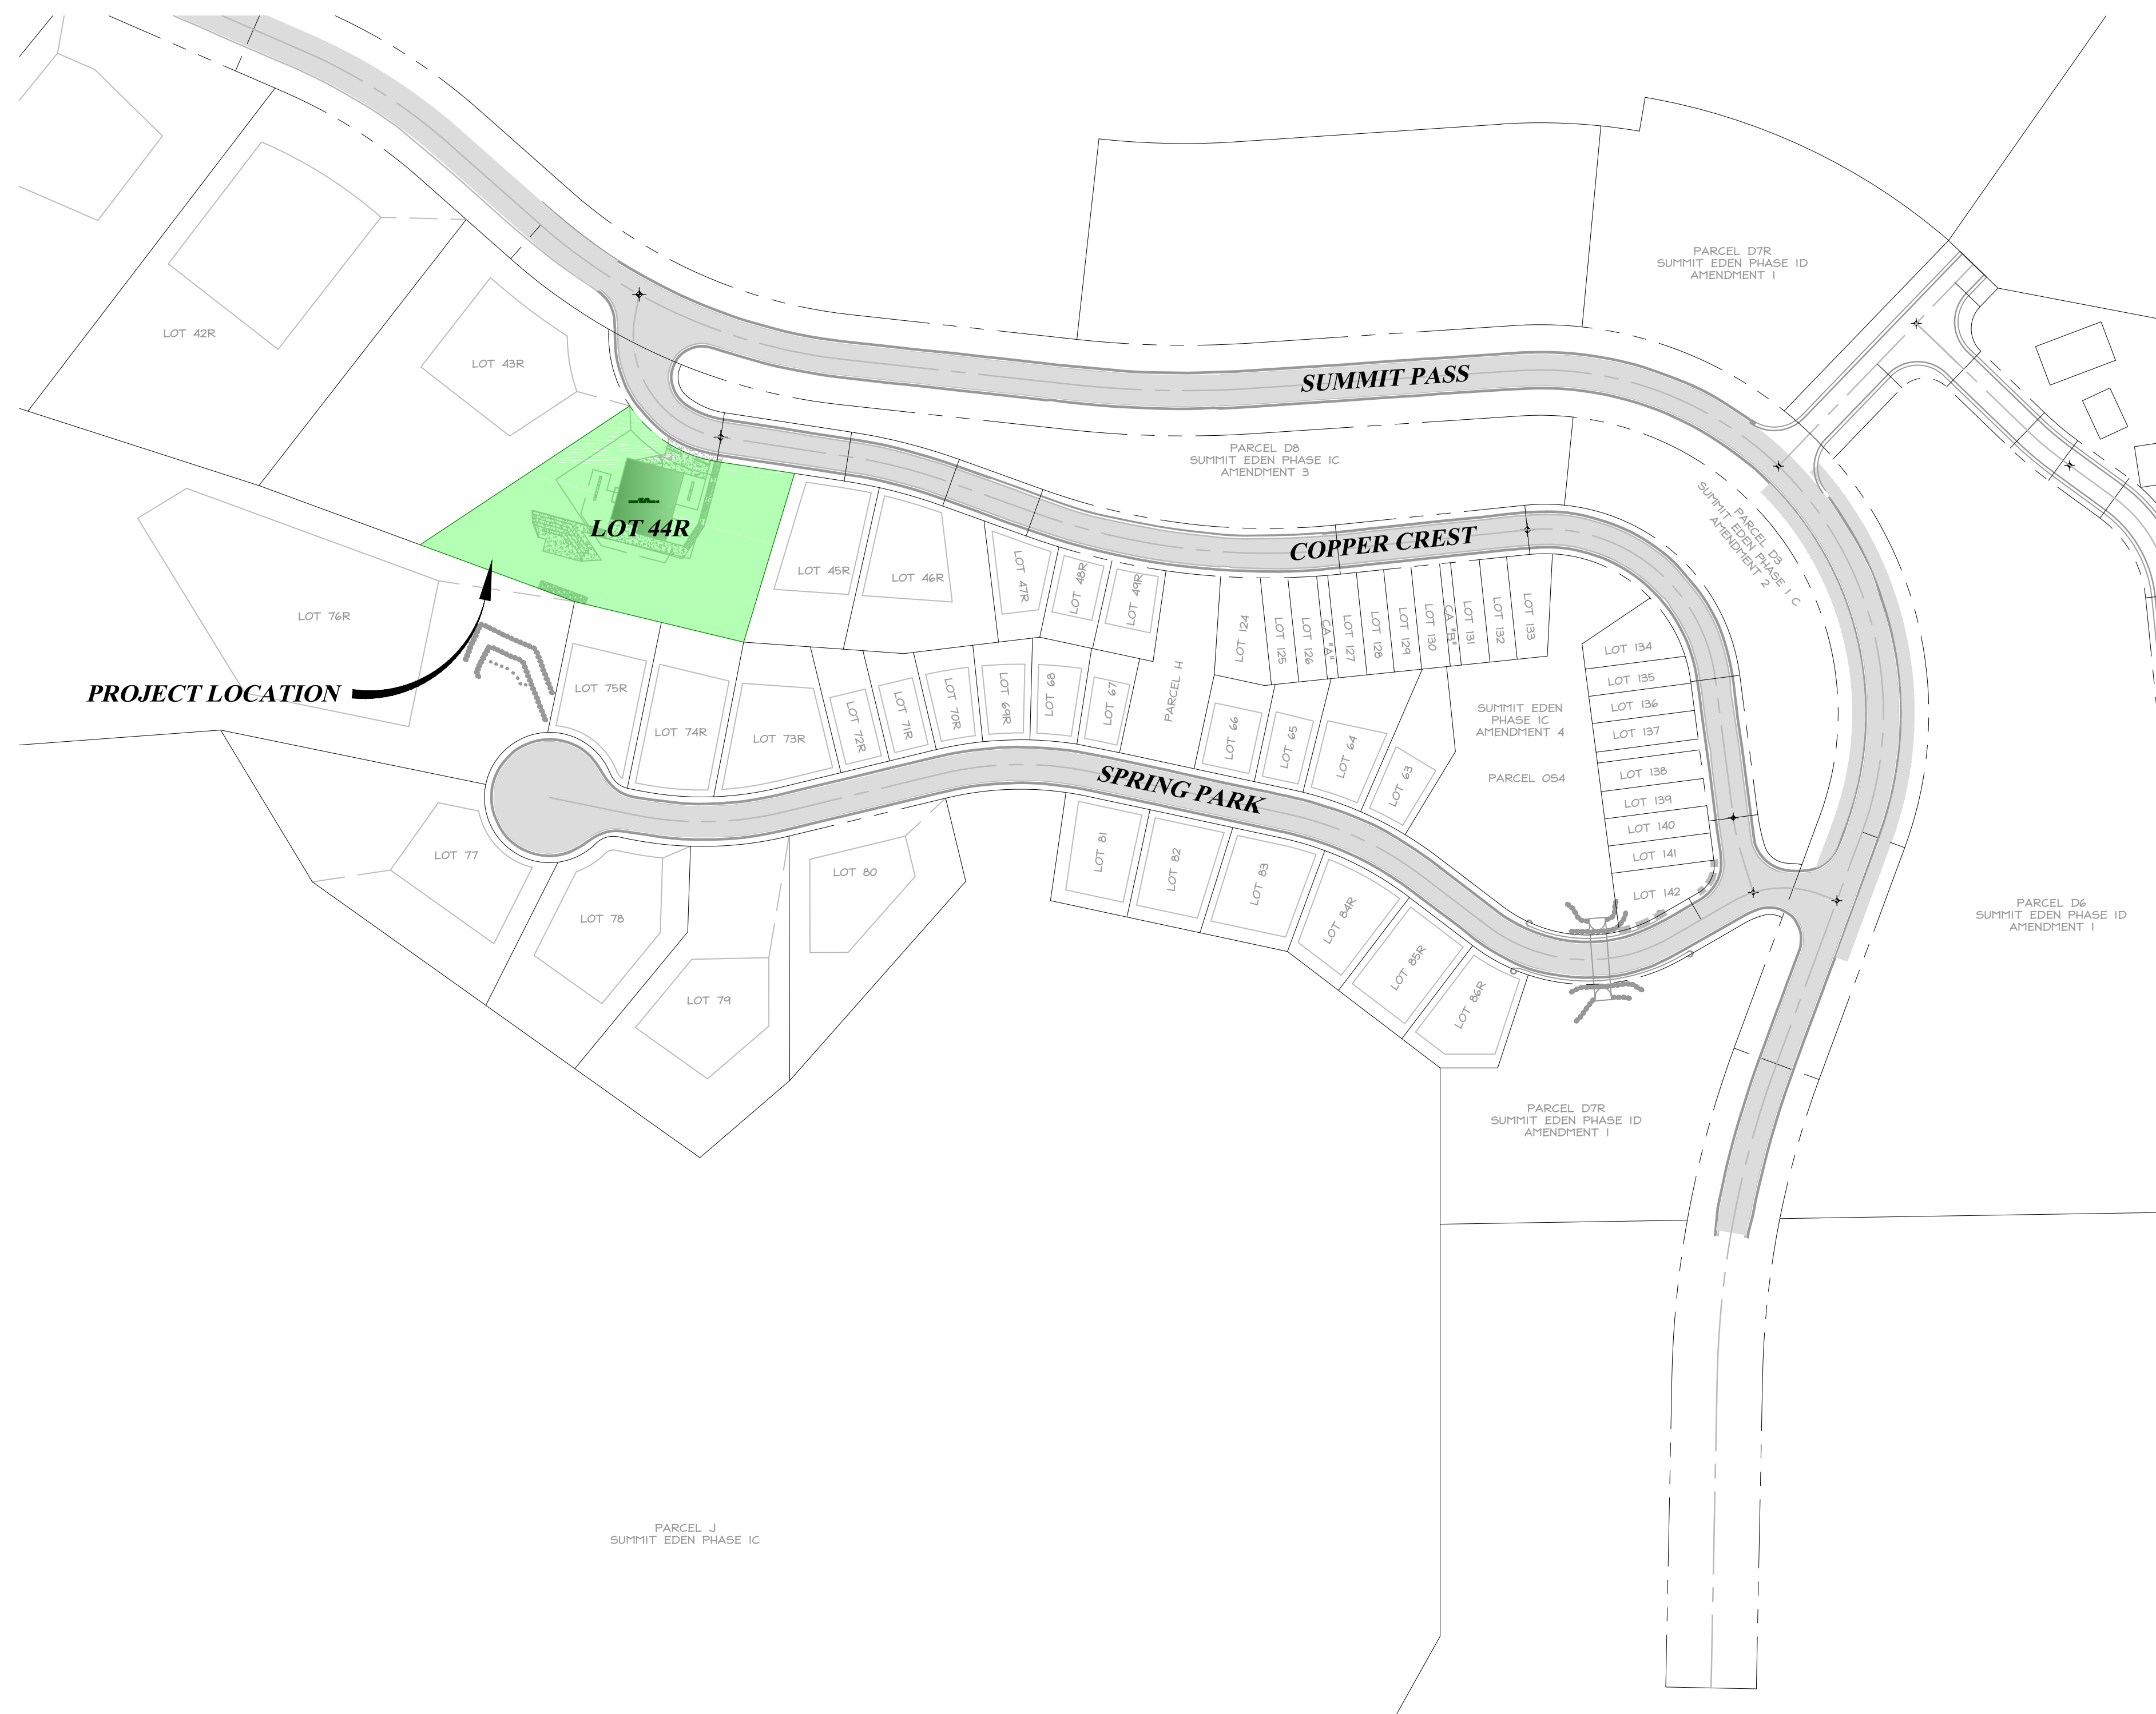 PARCEL D7R
SUMMIT EDEN PHASE 1D
AMENDMENT 1
LOT 42R
LOT 43R
SUMMIT PASS
PARCEL D8
SUMMIT EDEN PHASE 1C
AMENDMENT 3
PARCEL D3
SUMMIT EDEN PHASE 1 C
AMENDMENT 2
LOT 44R
COPPER CREST
LOT 45R
LOT 46R
LOT 47R
LOT 48R
LOT 49R
LOT 76R
LOT 124
LOT 125
LOT 126
CA "A"
LOT 127
LOT 128
LOT 129
LOT 130
CA "B"
LOT 131
LOT 132
LOT 133
LOT 134
LOT 135
LOT 136
LOT 137
LOT 138
LOT 139
LOT 140
LOT 141
LOT 142
PROJECT LOCATION
LOT 75R
LOT 74R
LOT 73R
LOT 72R
LOT 71R
LOT 70R
LOT 69R
LOT 68
LOT 67
PARCEL H
LOT 66
LOT 65
LOT 64
LOT 63
SUMMIT EDEN
PHASE 1C
AMENDMENT 4
PARCEL OS4
SPRING PARK
LOT 77
LOT 78
LOT 79
LOT 80
LOT 81
LOT 82
LOT 83
LOT 84R
LOT 85R
LOT 86R
PARCEL D6
SUMMIT EDEN PHASE 1D
AMENDMENT 1
PARCEL D7R
SUMMIT EDEN PHASE 1D
AMENDMENT 1
PARCEL J
SUMMIT EDEN PHASE 1C